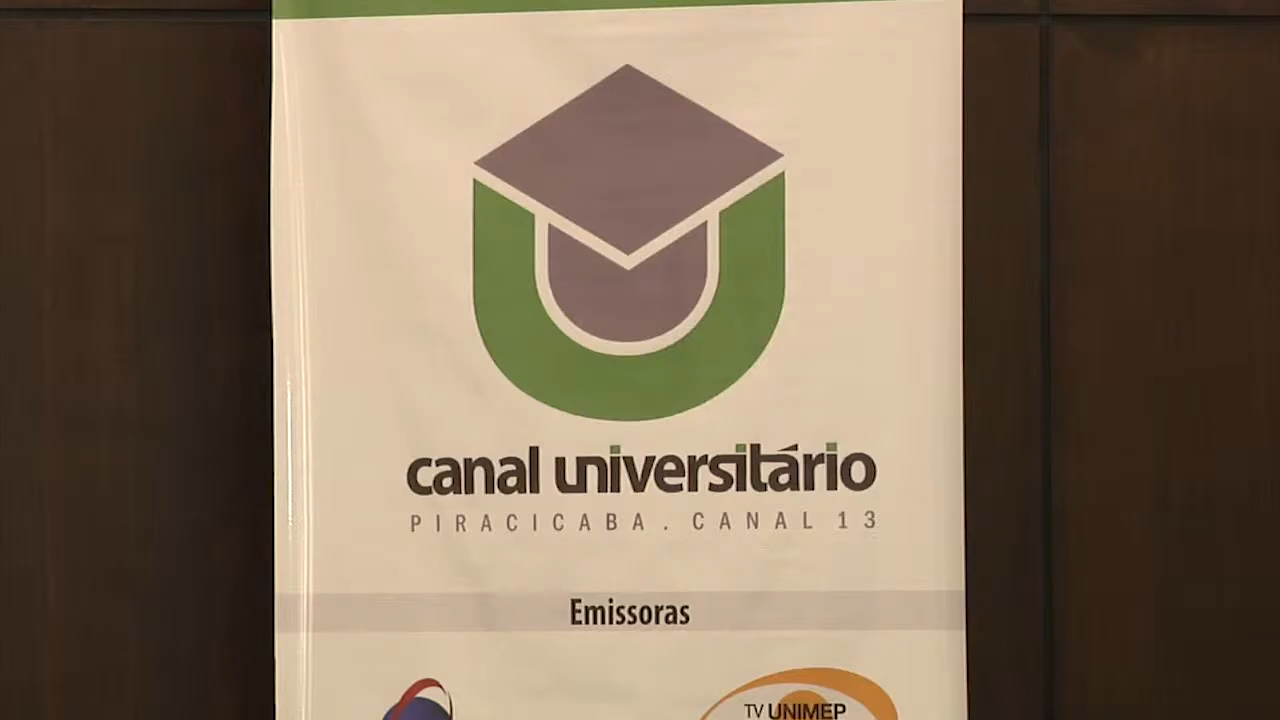 canal universitário
PIRACICABA . CANAL 13
Emissoras
TV UNIMEP